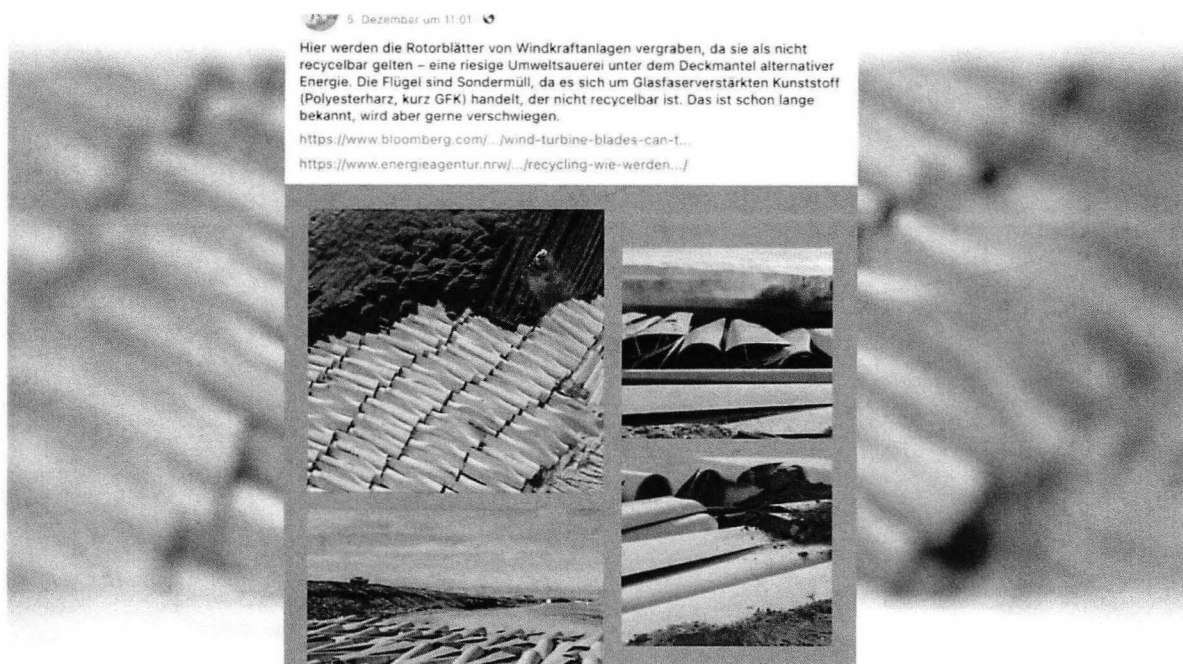 5. Dezember um 11:01
Hier werden die Rotorblätter von Windkraftanlagen vergraben, da sie als nicht
recycelbar gelten – eine riesige Umweltsauerei unter dem Deckmantel alternativer
Energie. Die Flügel sind Sondermüll, da es sich um Glasfaserverstärkten Kunststoff
(Polyesterharz, kurz GFK) handelt, der nicht recycelbar ist. Das ist schon lange
bekannt, wird aber gerne verschwiegen.
https://www.bloomberg.com/.../wind-turbine-blades-can-t...
https://www.energieagentur.nrw/.../recycling-wie-werden.../